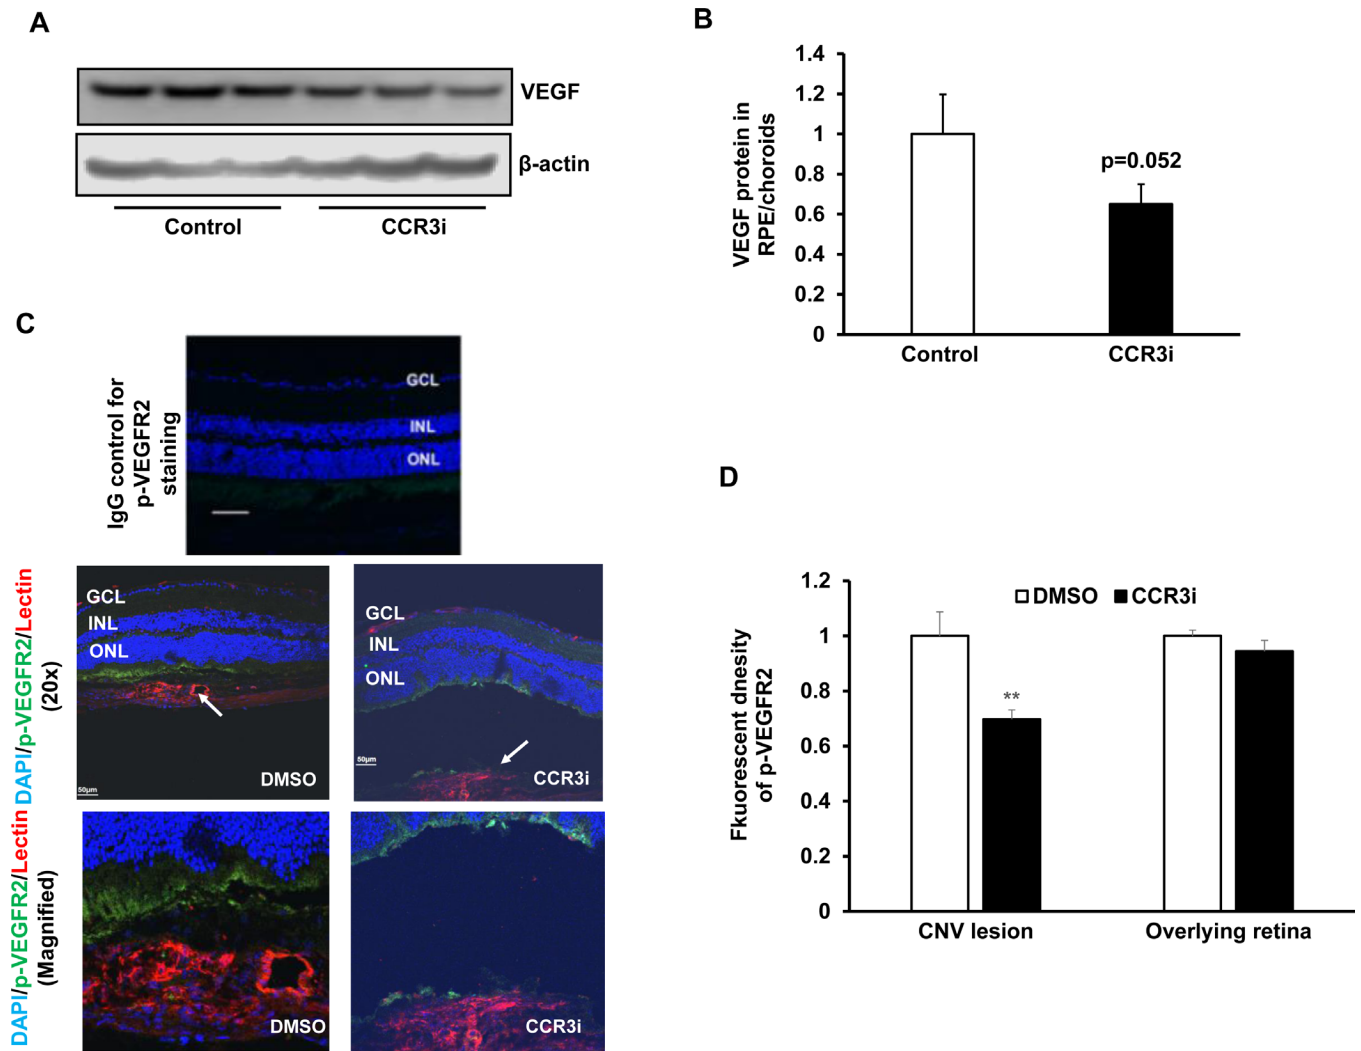 A
VEGF
β-actin
Control
CCR3i
B
VEGF protein in
RPE/choroids
1.4
1.2
1
0.8
0.6
0.4
0.2
0
p=0.052
Control
CCR3i
C
IgG control for
p-VEGFR2
staining
GCL
INL
ONL
DAPI/p-VEGFR2/Lectin
(20x)
GCL
INL
ONL
50μm
DMSO
GCL
INL
ONL
50μm
CCR3i
DAPI/p-VEGFR2/Lectin
(Magnified)
DMSO
CCR3i
D
Fkuorescent dnesity
of p-VEGFR2
1.2
1
0.8
0.6
0.4
0.2
0
DMSO
CCR3i
**
CNV lesion
Overlying retina